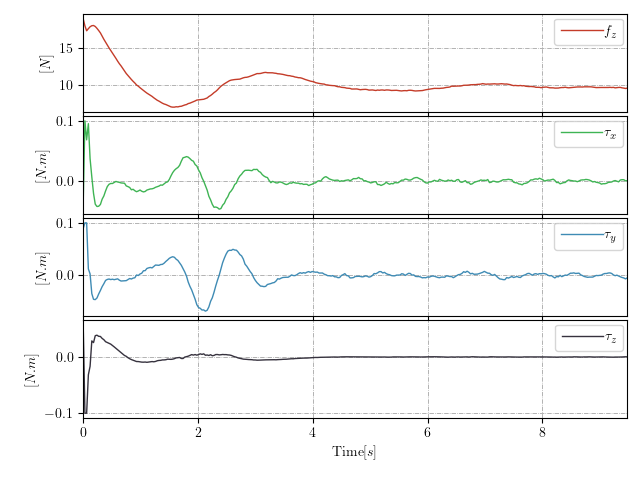 [N]
15
10
f_z
[N.m]
0.1
0.0
τ_x
[N.m]
0.1
0.0
τ_y
[N.m]
0.0
−0.1
τ_z
0 2 4 6 8
Time[s]